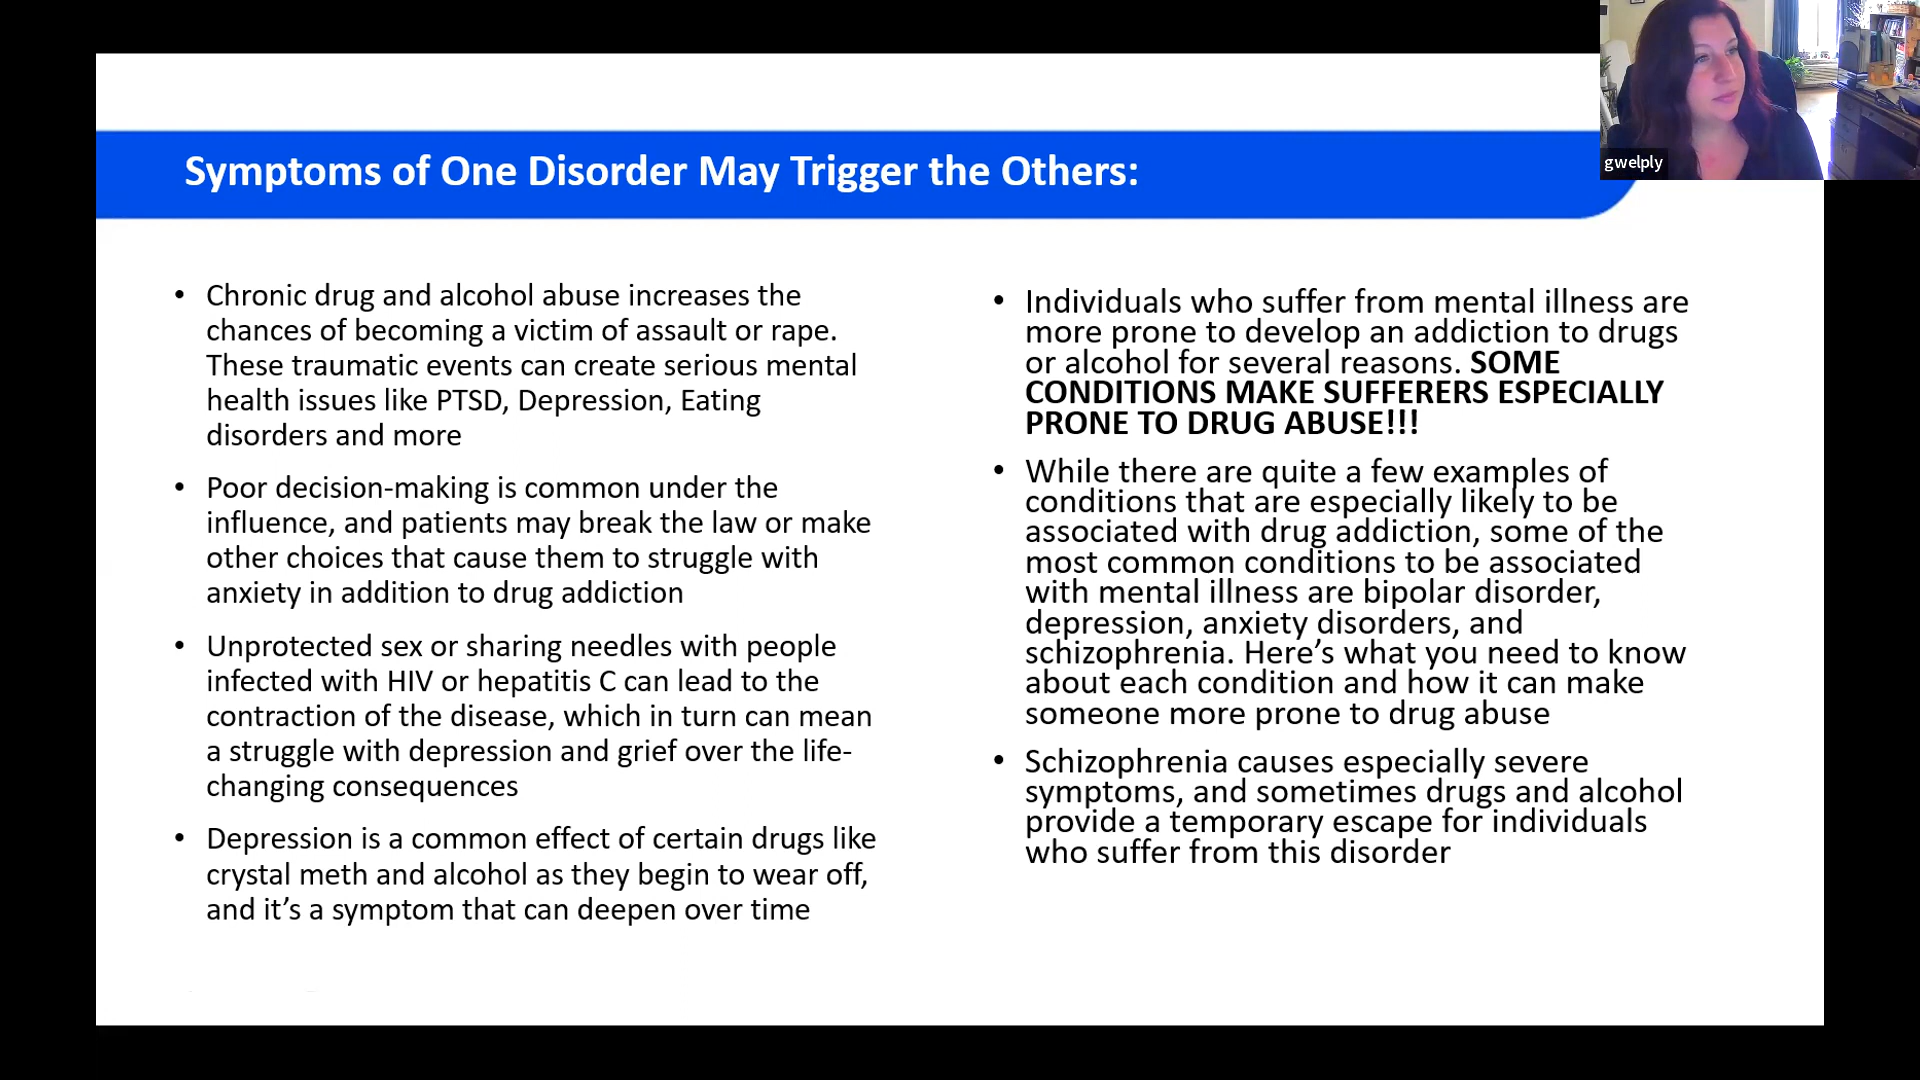 Symptoms of One Disorder May Trigger the Others:
gwelply
• Chronic drug and alcohol abuse increases the
chances of becoming a victim of assault or rape.
These traumatic events can create serious mental
health issues like PTSD, Depression, Eating
disorders and more
• Poor decision-making is common under the
influence, and patients may break the law or make
other choices that cause them to struggle with
anxiety in addition to drug addiction
• Unprotected sex or sharing needles with people
infected with HIV or hepatitis C can lead to the
contraction of the disease, which in turn can mean
a struggle with depression and grief over the life-
changing consequences
• Depression is a common effect of certain drugs like
crystal meth and alcohol as they begin to wear off,
and it’s a symptom that can deepen over time
• Individuals who suffer from mental illness are
more prone to develop an addiction to drugs
or alcohol for several reasons. SOME
CONDITIONS MAKE SUFFERERS ESPECIALLY
PRONE TO DRUG ABUSE!!!
• While there are quite a few examples of
conditions that are especially likely to be
associated with drug addiction, some of the
most common conditions to be associated
with mental illness are bipolar disorder,
depression, anxiety disorders, and
schizophrenia. Here’s what you need to know
about each condition and how it can make
someone more prone to drug abuse
• Schizophrenia causes especially severe
symptoms, and sometimes drugs and alcohol
provide a temporary escape for individuals
who suffer from this disorder